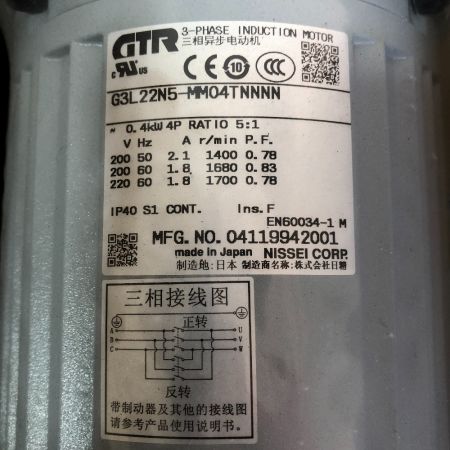 GTR 3-PHASE INDUCTION MOTOR
三相异步电动机
c RU us CE 10 CCC
G3L22N5-MM04TNNNN
~ 0.4kW 4P RATIO 5:1
V Hz A r/min P.F.
200 50 2.1 1400 0.78
200 60 1.8 1680 0.83
220 60 1.8 1700 0.78
IP40 S1 CONT. Ins.F
EN60034-1 M
MFG.NO. 04119942001
made in Japan NISSEI CORP.
制造地:日本 制造商名称:株式会社日精
三相接线图
正转
A U
B V
C W
反转
带制动器及其他的接线图
请参考产品使用说明书。